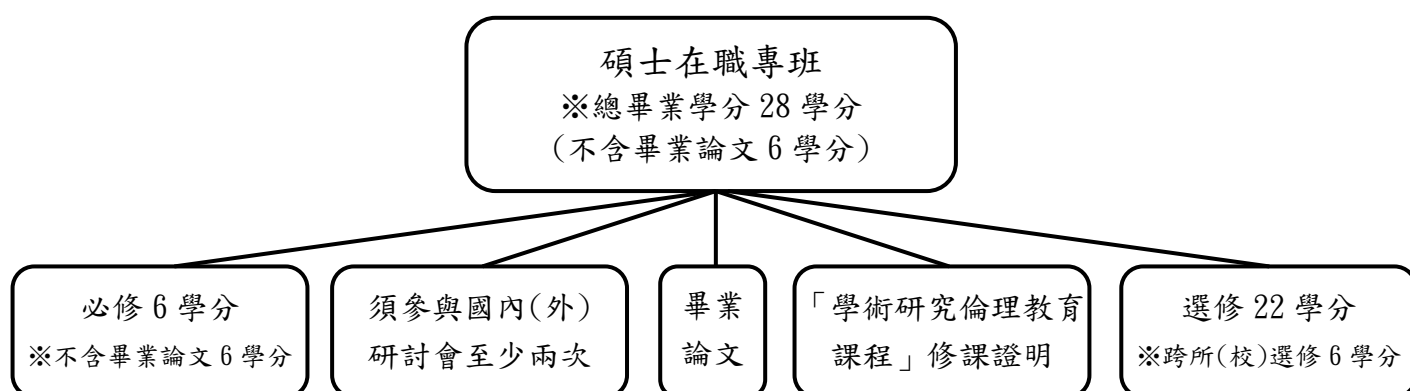 碩士在職專班
※總畢業學分 28 學分
(不含畢業論文 6 學分)
必修 6 學分
※不含畢業論文 6 學分
須參與國內(外)
研討會至少兩次
畢業
論文
「學術研究倫理教育
課程」修課證明
選修 22 學分
※跨所(校)選修 6 學分